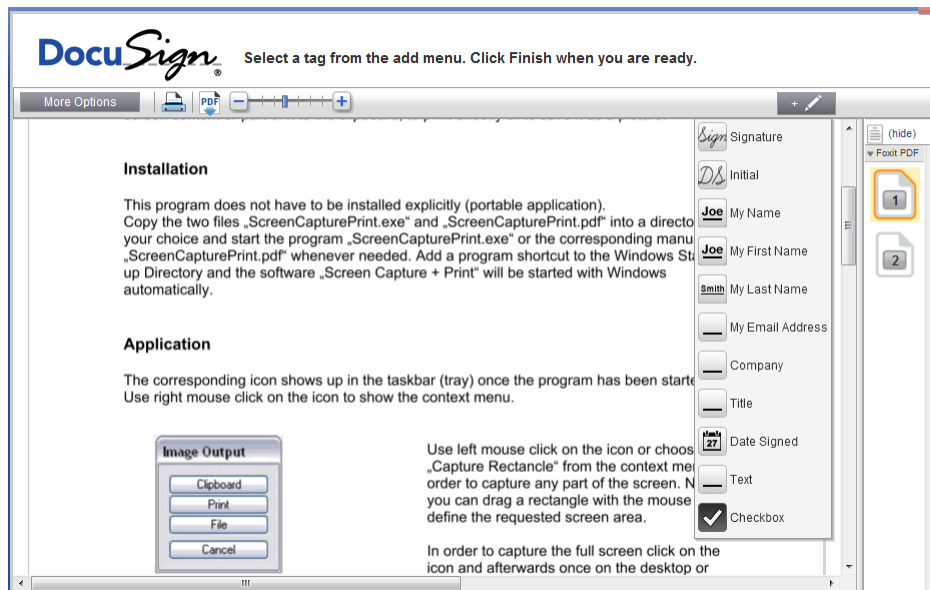 DocuSign®
Select a tag from the add menu. Click Finish when you are ready.
More Options
PDF
Installation
This program does not have to be installed explicitly (portable application).
Copy the two files „ScreenCapturePrint.exe“ and „ScreenCapturePrint.pdf“ into a directo
your choice and start the program „ScreenCapturePrint.exe“ or the corresponding manu
„ScreenCapturePrint.pdf“ whenever needed. Add a program shortcut to the Windows Sta
up Directory and the software „Screen Capture + Print“ will be started with Windows
automatically.
Application
The corresponding icon shows up in the taskbar (tray) once the program has been starte
Use right mouse click on the icon to show the context menu.
Image Output
Clipboard
Print
File
Cancel
Use left mouse click on the icon or choos
„Capture Rectancle“ from the context me
order to capture any part of the screen. N
you can drag a rectangle with the mouse
define the requested screen area.
In order to capture the full screen click on the
icon and afterwards once on the desktop or
Sign Signature
DS Initial
Joe My Name
Joe My First Name
Smith My Last Name
My Email Address
Company
Title
27 Date Signed
Text
Checkbox
(hide)
Foxit PDF
1
2